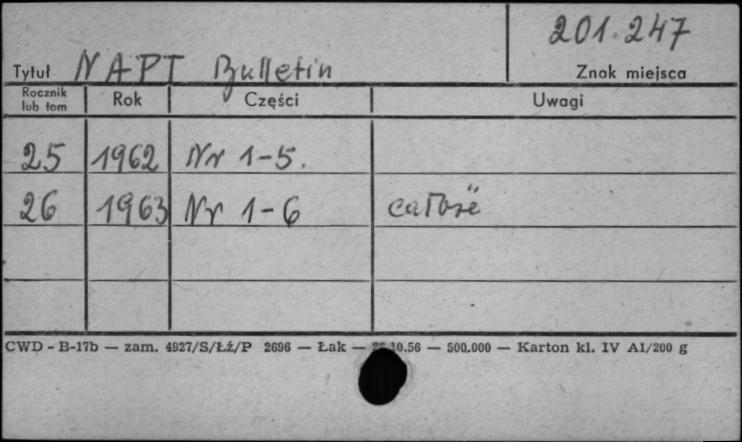 201.247
Tytuł NAPT Bulletin Znak miejsca
Rocznik lub tom Rok Części Uwagi
25 1962 Nr 1-5.
26 1963 Nr 1-6 całość
CWD - B-17b — zam. 4927/S/ŁŹ/P 2696 — Łak — 10.56 — 500.000 — Karton kl. IV A1/200 g